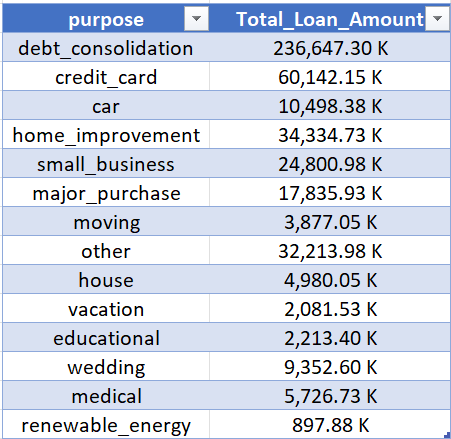 purpose Total_Loan_Amount
debt_consolidation 236,647.30 K
credit_card 60,142.15 K
car 10,498.38 K
home_improvement 34,334.73 K
small_business 24,800.98 K
major_purchase 17,835.93 K
moving 3,877.05 K
other 32,213.98 K
house 4,980.05 K
vacation 2,081.53 K
educational 2,213.40 K
wedding 9,352.60 K
medical 5,726.73 K
renewable_energy 897.88 K